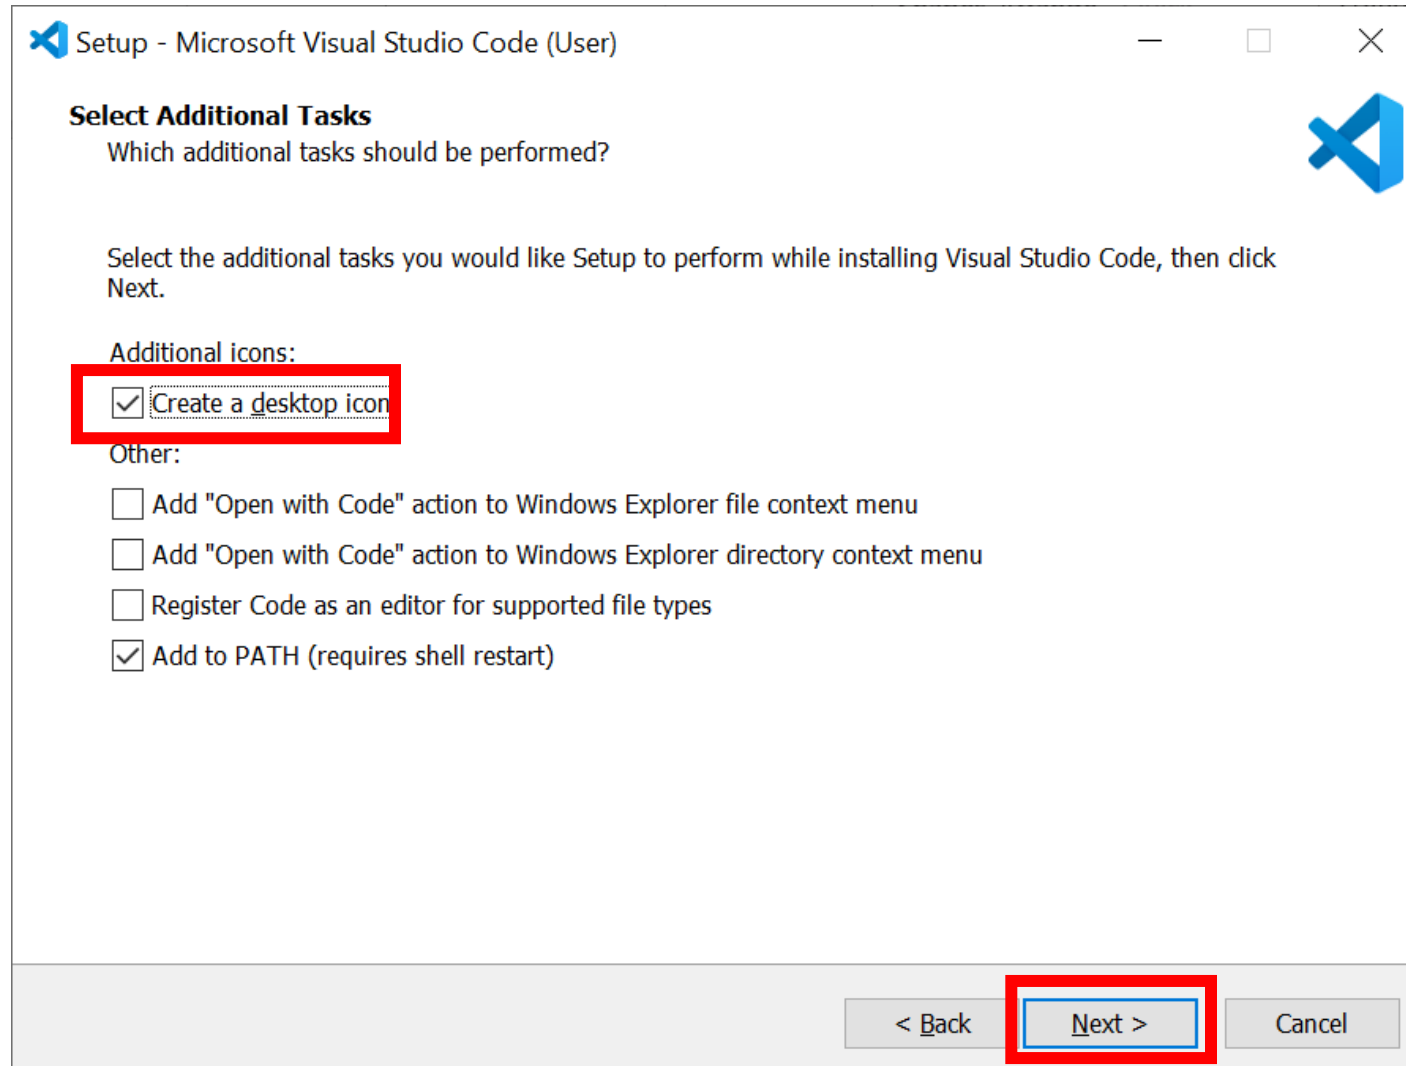 Setup - Microsoft Visual Studio Code (User)
Select Additional Tasks
Which additional tasks should be performed?
Select the additional tasks you would like Setup to perform while installing Visual Studio Code, then click
Next.
Additional icons:
Create a desktop icon
Other:
Add "Open with Code" action to Windows Explorer file context menu
Add "Open with Code" action to Windows Explorer directory context menu
Register Code as an editor for supported file types
Add to PATH (requires shell restart)
< Back
Next >
Cancel